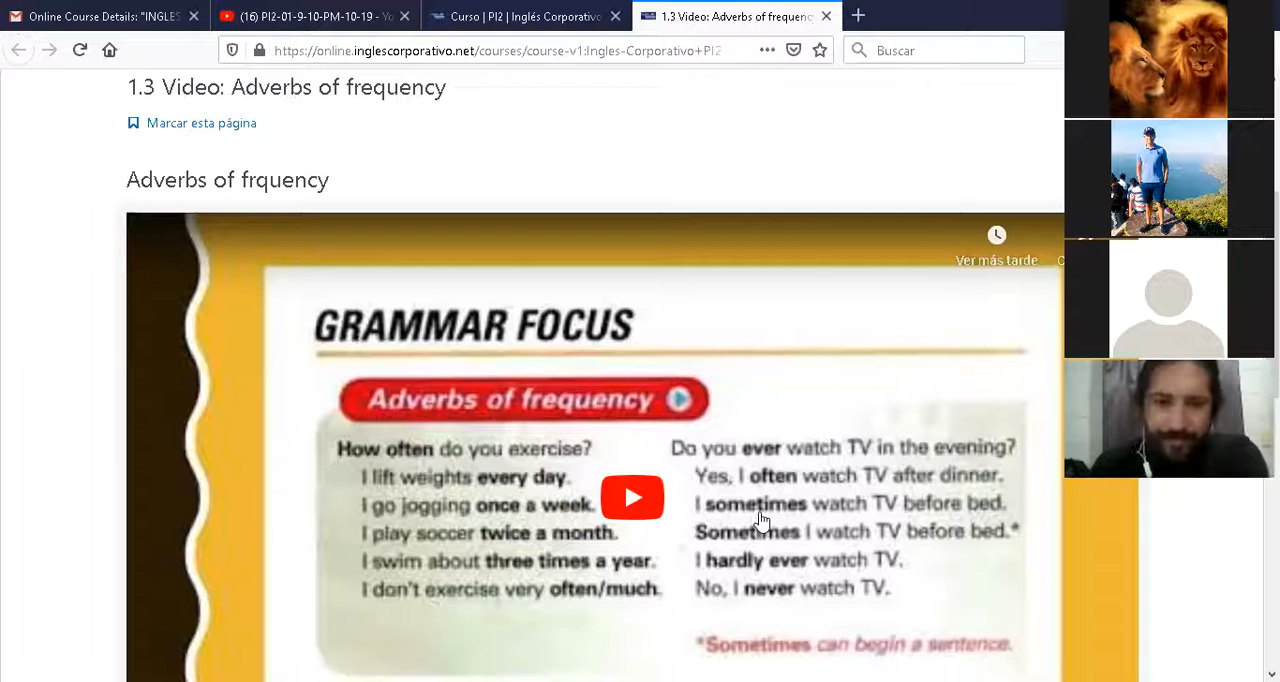 Online Course Details: "INGLES
(16) PI2-01-9-10-PM-10-19 - Yo
Curso | PI2 | Inglés Corporativo
1.3 Video: Adverbs of frequenc
https://online.inglescorporativo.net/courses/course-v1:Ingles-Corporativo+PI2
Buscar
1.3 Video: Adverbs of frequency
Marcar esta página
Adverbs of frquency
Ver más tarde
GRAMMAR FOCUS
Adverbs of frequency
How often do you exercise?
I lift weights every day.
I go jogging once a week.
I play soccer twice a month.
I swim about three times a year.
I don't exercise very often/much.
Do you ever watch TV in the evening?
Yes, I often watch TV after dinner.
I sometimes watch TV before bed.
Sometimes I watch TV before bed.*
I hardly ever watch TV.
No, I never watch TV.
*Sometimes can begin a sentence.